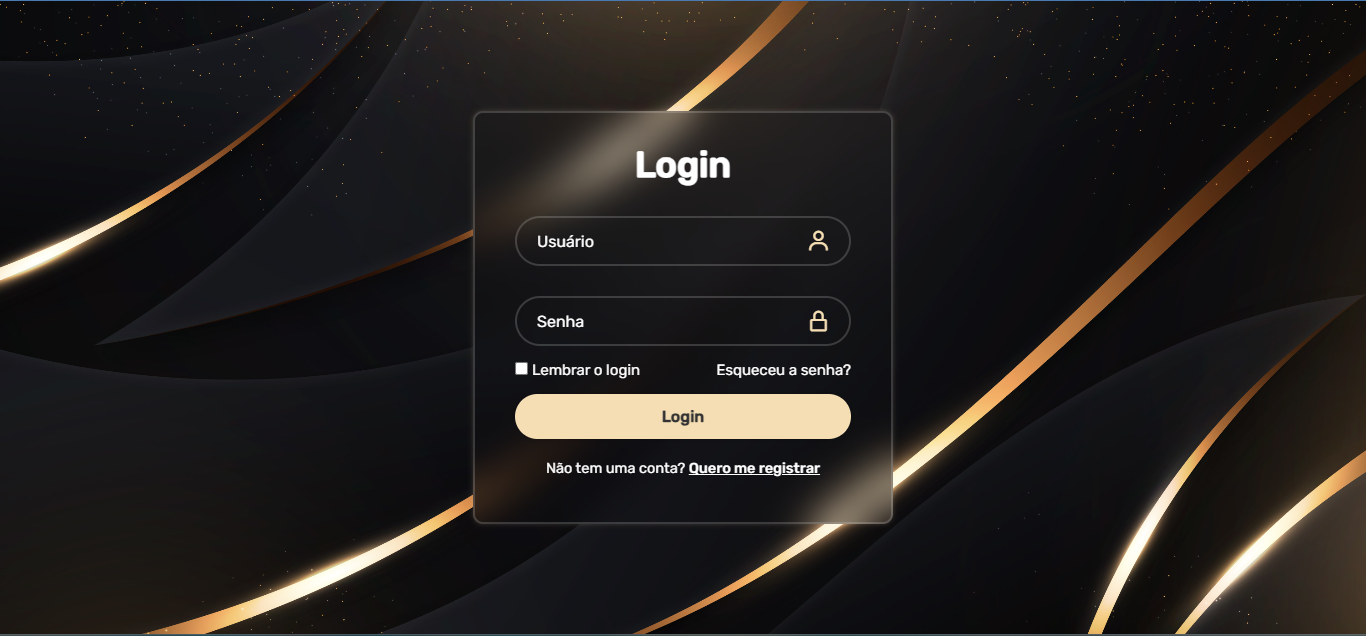 Login
Usuário
Senha
Lembrar o login Esqueceu a senha?
Login
Não tem uma conta? Quero me registrar